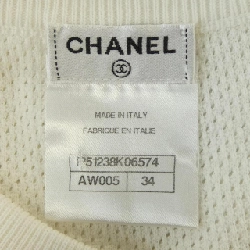 CHANEL
MADE IN ITALY
FABRIQUE EN ITALIE
P51238K06574
AW005 34